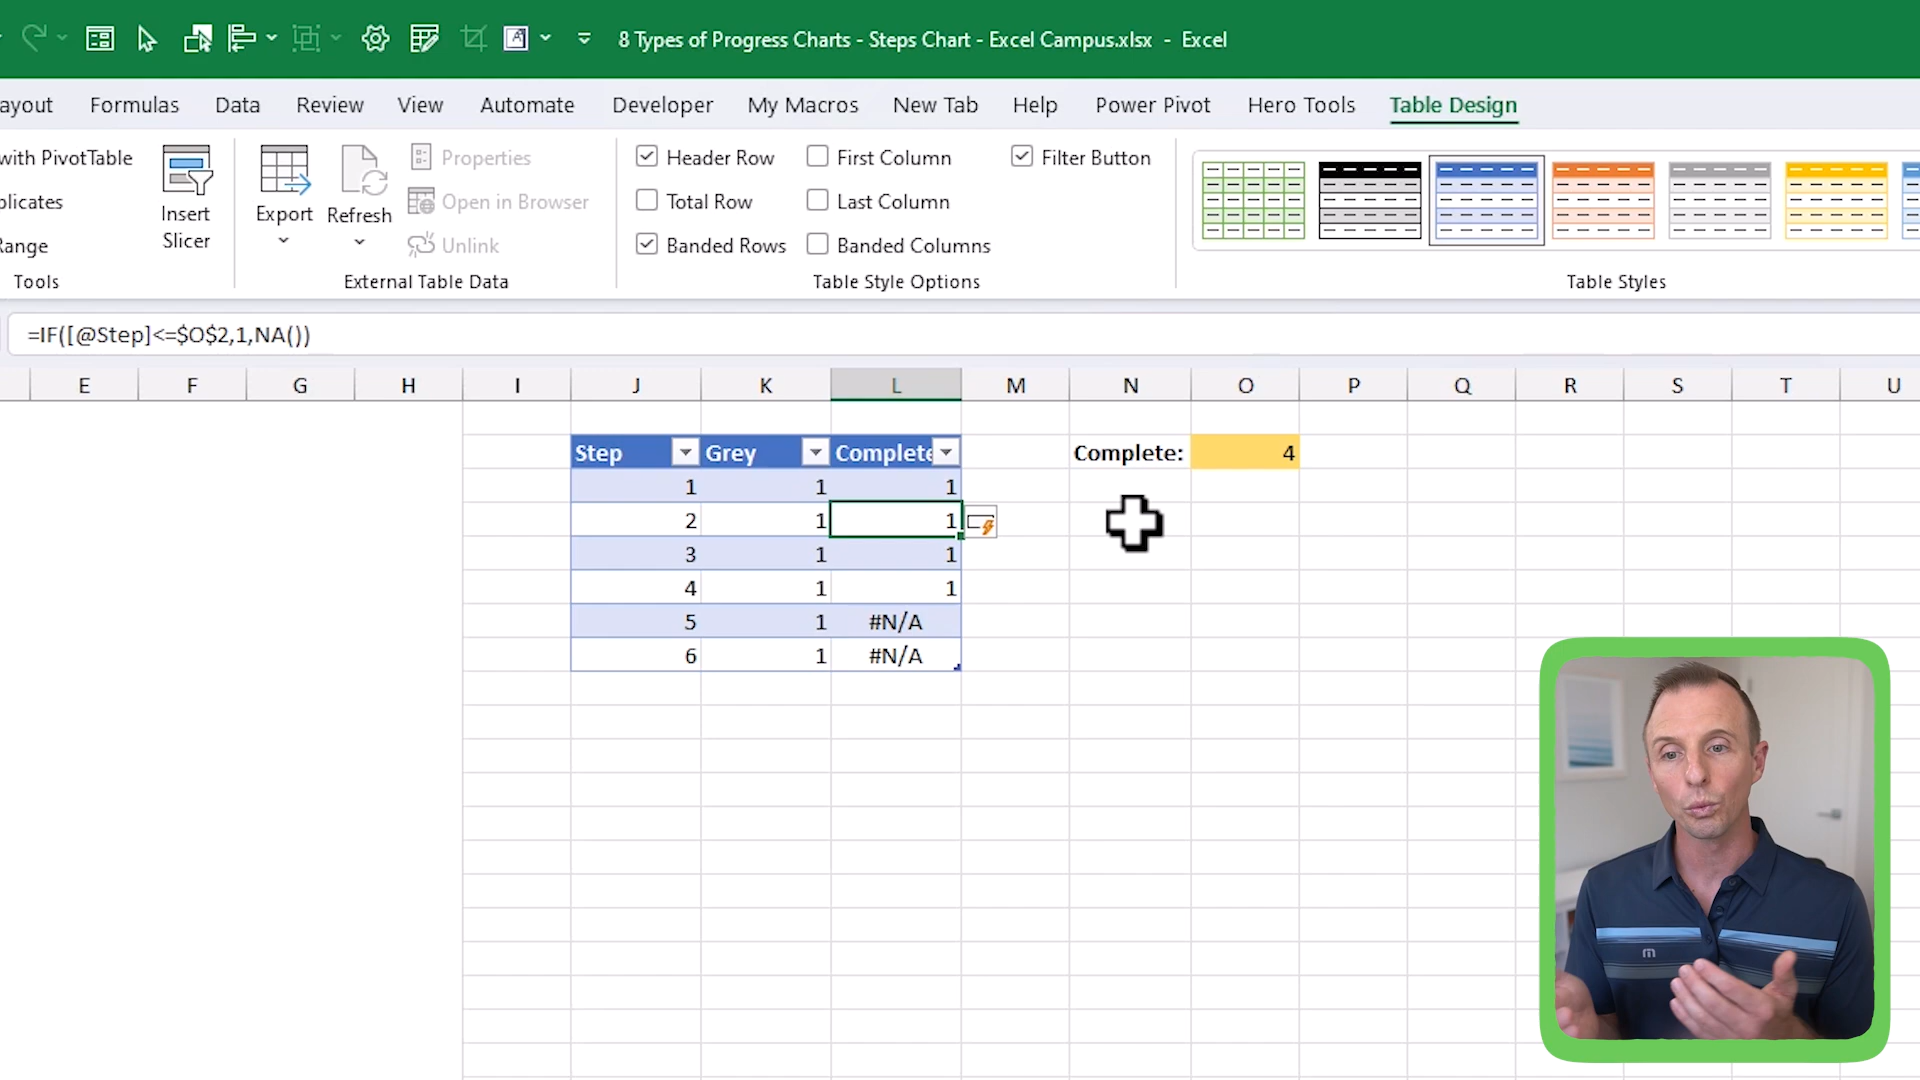 8 Types of Progress Charts - Steps Chart - Excel Campus.xlsx - Excel
ayout Formulas Data Review View Automate Developer My Macros New Tab Help Power Pivot Hero Tools Table Design
with PivotTable
plicates
Range
Tools
Insert
Slicer
Export
Refresh
Properties
Open in Browser
Unlink
External Table Data
Header Row
First Column
Filter Button
Total Row
Last Column
Banded Rows
Banded Columns
Table Style Options
Table Styles
=IF([@Step]<=$O$2,1,NA())
E F G H I J K L M N O P Q R S T U
Step Grey Complete Complete: 4
1 1 1
2 1 1
3 1 1
4 1 1
5 1 #N/A
6 1 #N/A